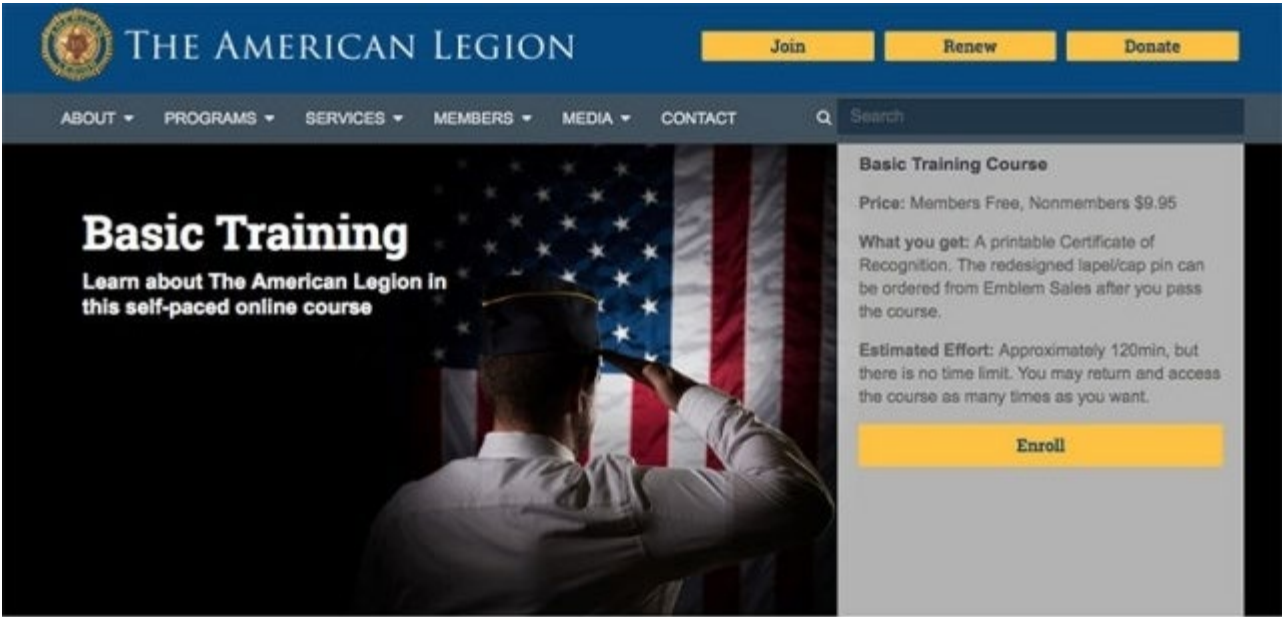 THE AMERICAN LEGION
Join
Renew
Donate
ABOUT
PROGRAMS
SERVICES
MEMBERS
MEDIA
CONTACT
Search
Basic Training
Learn about The American Legion in
this self-paced online course
Basic Training Course
Price: Members Free, Nonmembers $9.95
What you get: A printable Certificate of
Recognition. The redesigned lapel/cap pin can
be ordered from Emblem Sales after you pass
the course.
Estimated Effort: Approximately 120min, but
there is no time limit. You may return and access
the course as many times as you want.
Enroll